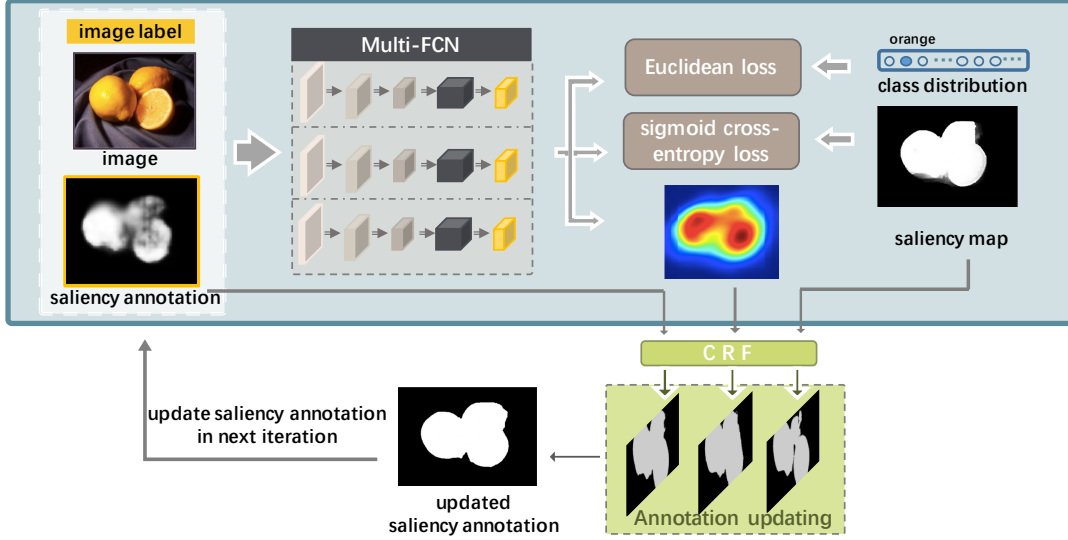 image label
image
saliency annotation
Multi-FCN
Euclidean loss
sigmoid cross-
entropy loss
orange
class distribution
saliency map
C R F
Annotation updating
updated
saliency annotation
update saliency annotation
in next iteration